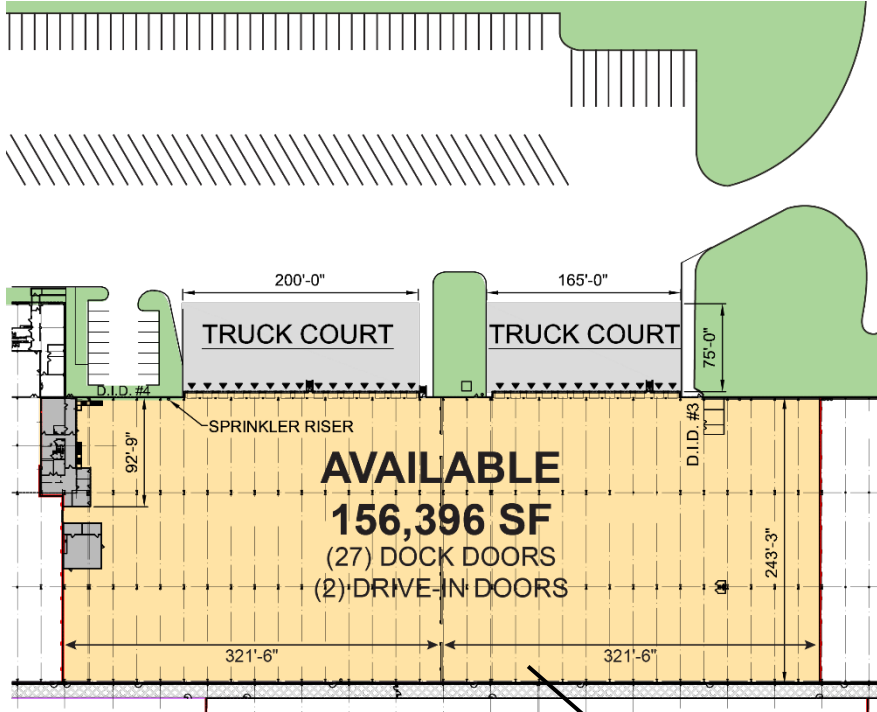 200'-0"
165'-0"
TRUCK COURT
TRUCK COURT
75'-0"
D.I.D. #4
SPRINKLER RISER
D.I.D. #3
92'-9"
AVAILABLE
156,396 SF
(27) DOCK DOORS
(2) DRIVE-IN DOORS
243'-3"
321'-6"
321'-6"